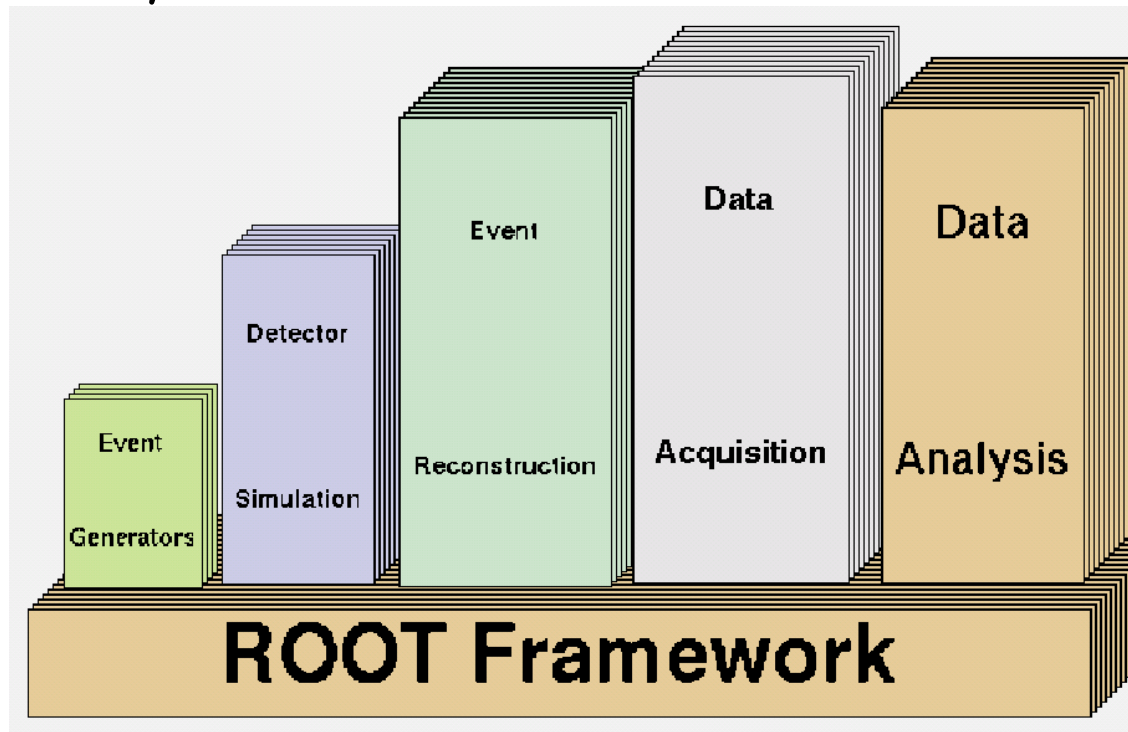 Event
Generators
Detector
Simulation
Event
Reconstruction
Data
Acquisition
Data
Analysis
ROOT Framework